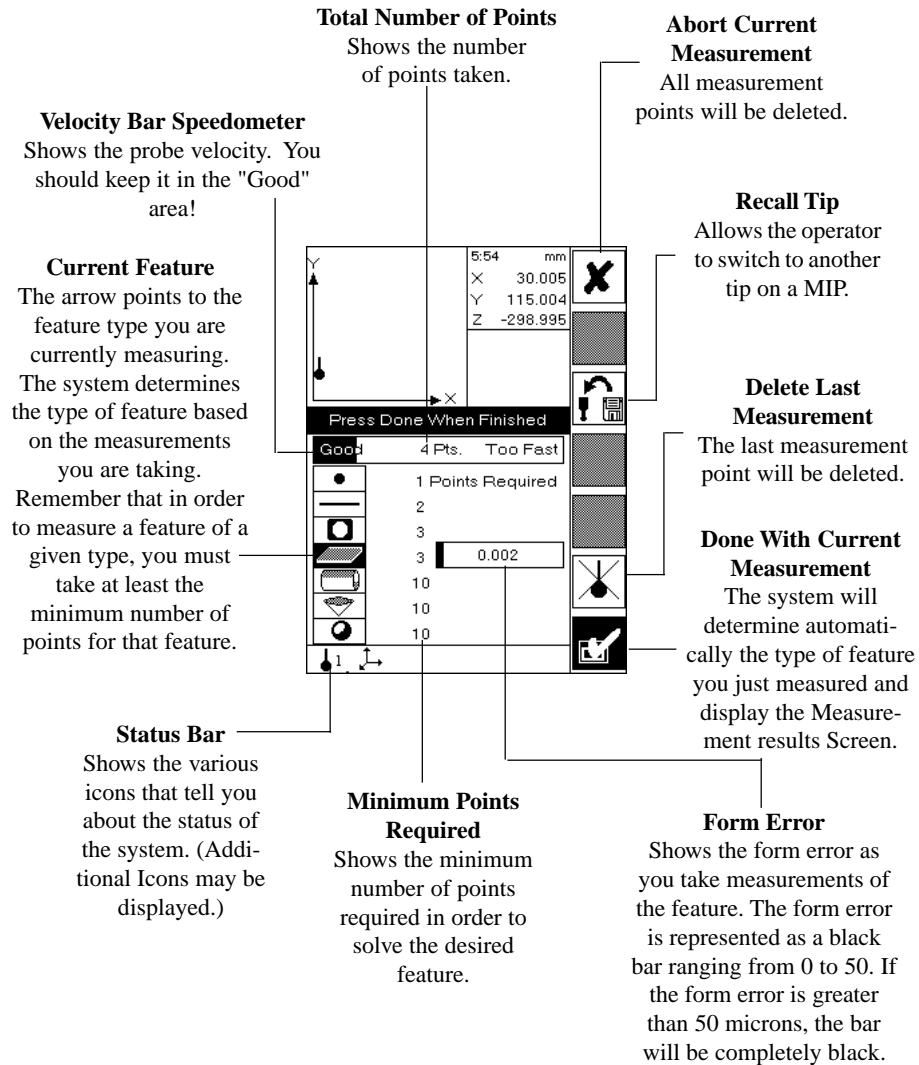 Total Number of Points
Shows the number
of points taken.
Abort Current
Measurement
All measurement
points will be deleted.
Velocity Bar Speedometer
Shows the probe velocity. You
should keep it in the "Good"
area!
Recall Tip
Allows the operator
to switch to another
tip on a MIP.
Current Feature
The arrow points to the
feature type you are
currently measuring.
The system determines
the type of feature based
on the measurements
you are taking.
Remember that in order
to measure a feature of a
given type, you must
take at least the
minimum number of
points for that feature.
Y
X
5:54 mm
X 30.005
Y 115.004
Z -298.995
Press Done When Finished
Good 4 Pts. Too Fast
1 Points Required
2
3
3 0.002
10
10
10
1
Delete Last
Measurement
The last measurement
point will be deleted.
Done With Current
Measurement
The system will
determine automati-
cally the type of feature
you just measured and
display the Measure-
ment results Screen.
Status Bar
Shows the various
icons that tell you
about the status of
the system. (Addi-
tional Icons may be
displayed.)
Minimum Points
Required
Shows the minimum
number of points
required in order to
solve the desired
feature.
Form Error
Shows the form error as
you take measurements of
the feature. The form error
is represented as a black
bar ranging from 0 to 50. If
the form error is greater
than 50 microns, the bar
will be completely black.